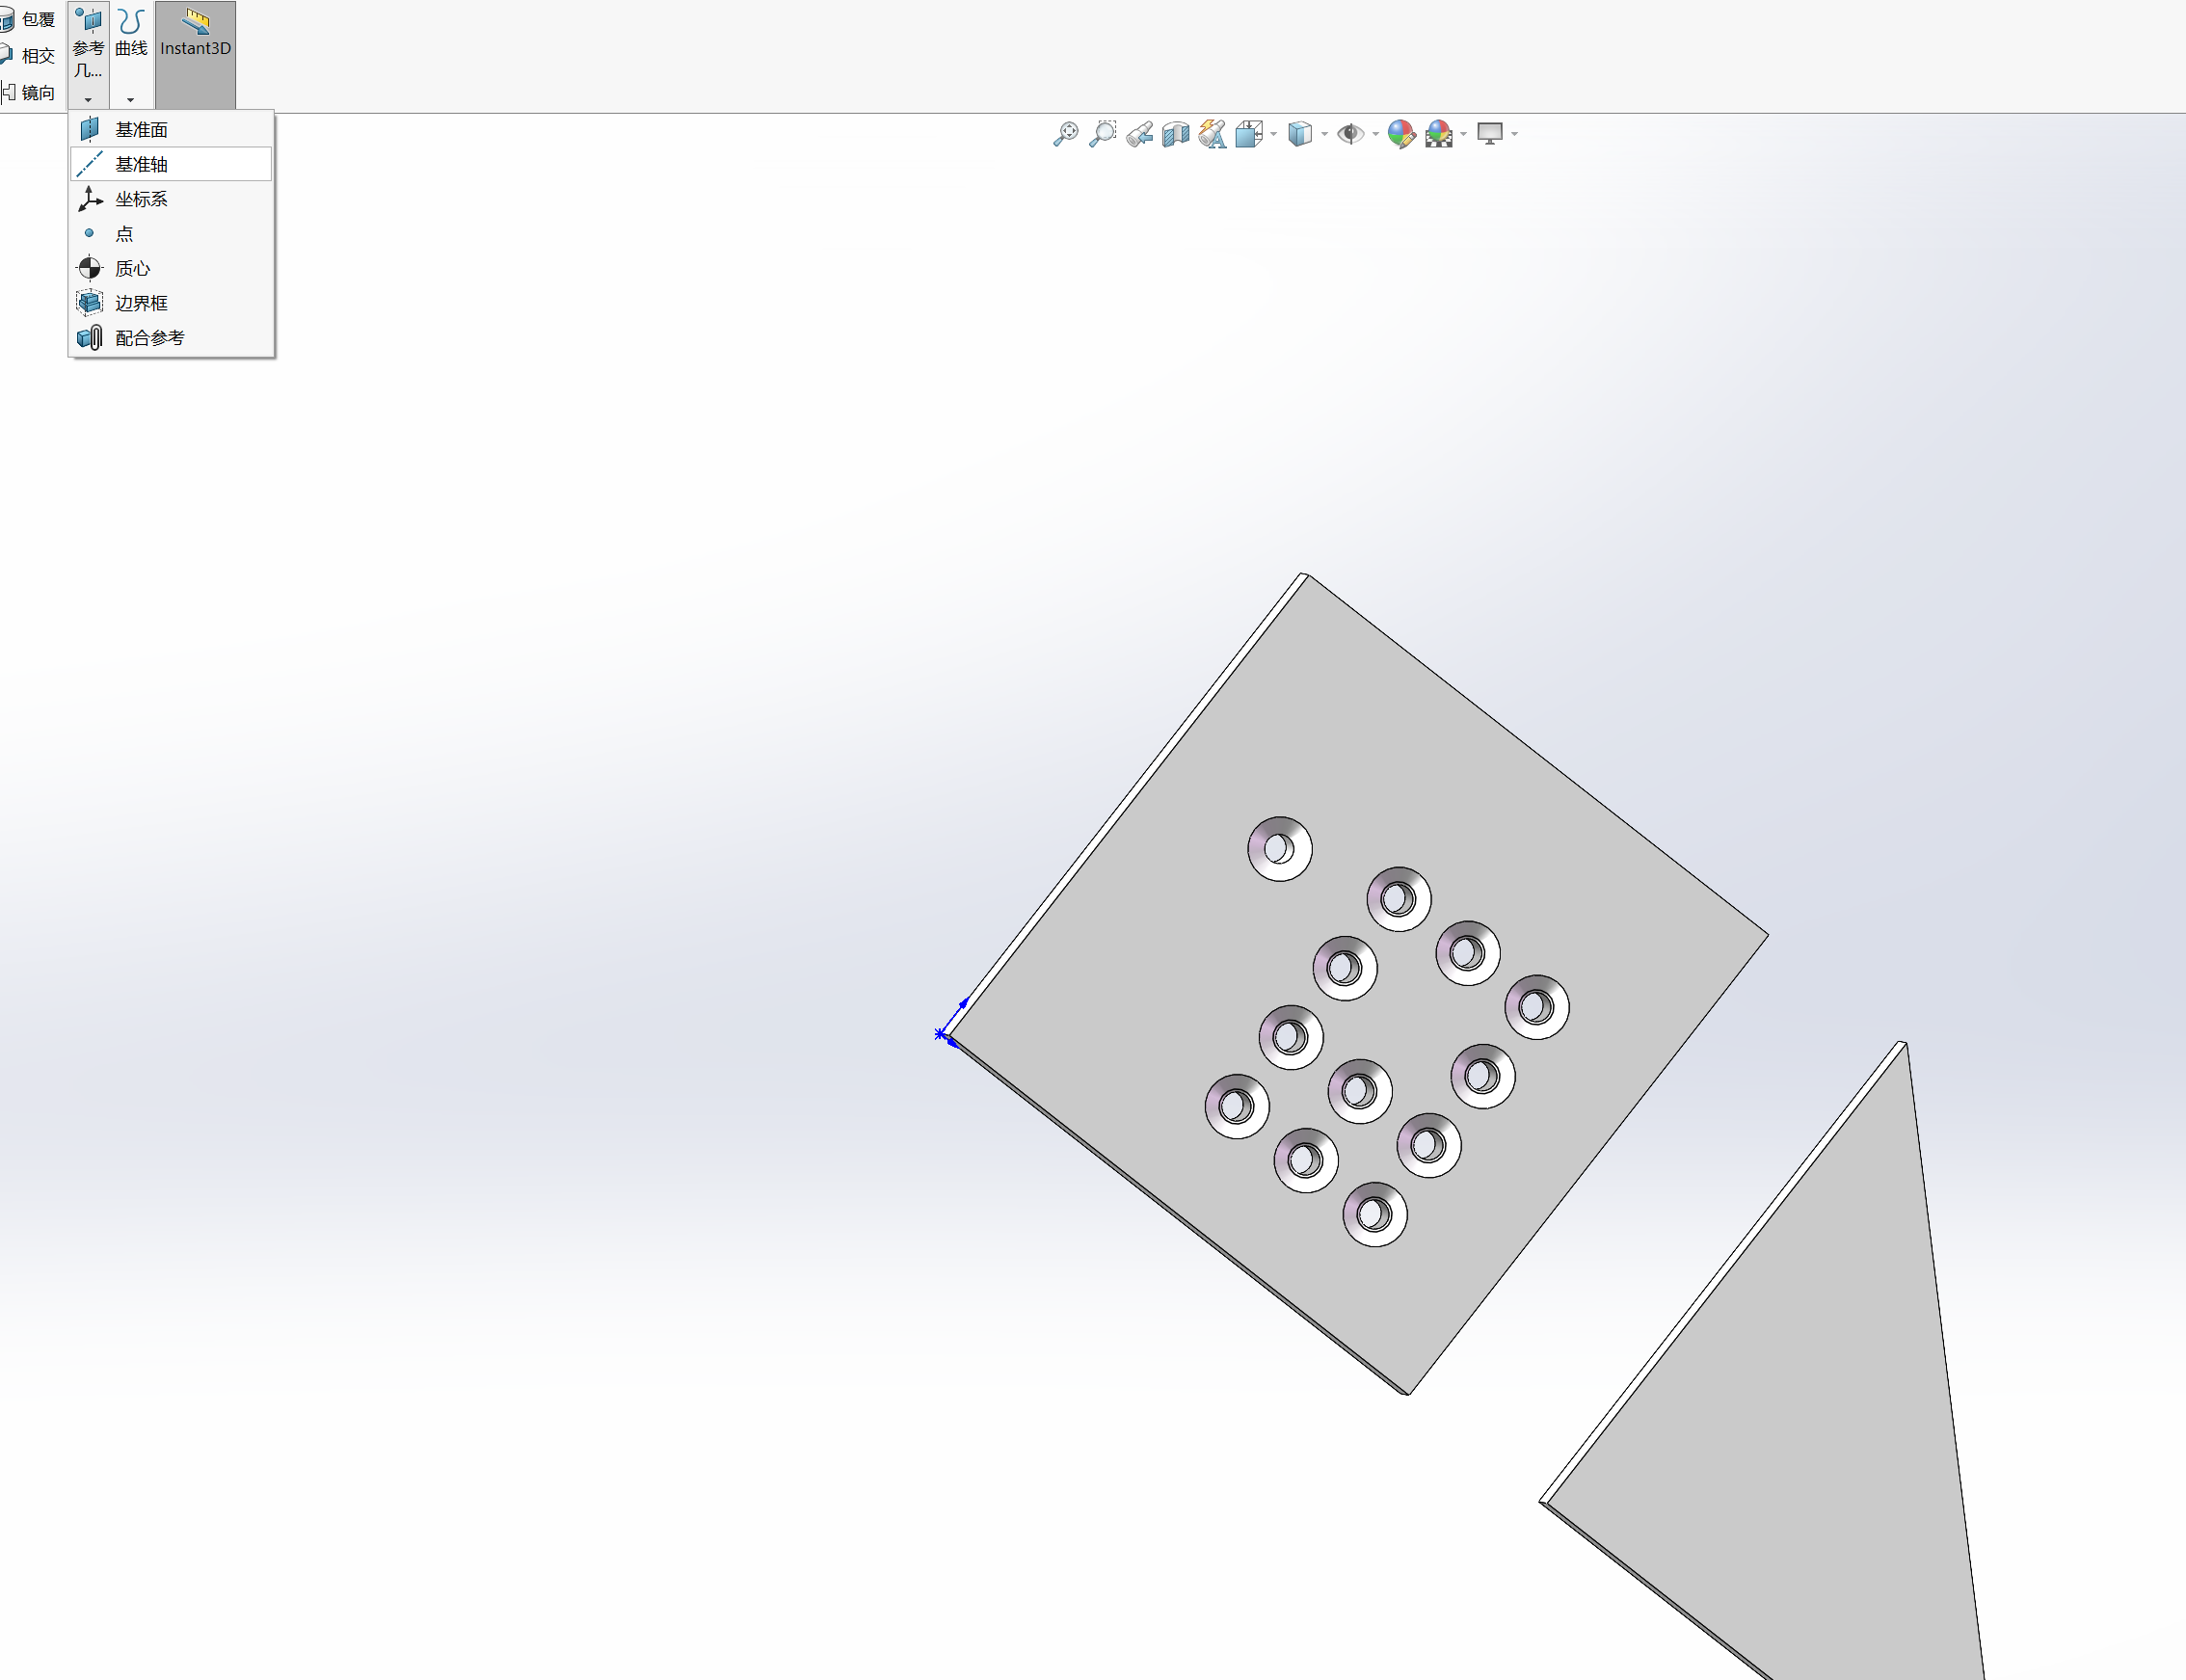 包覆
相交
镜向
参考
几...
曲线
Instant3D
基准面
基准轴
坐标系
点
质心
边界框
配合参考